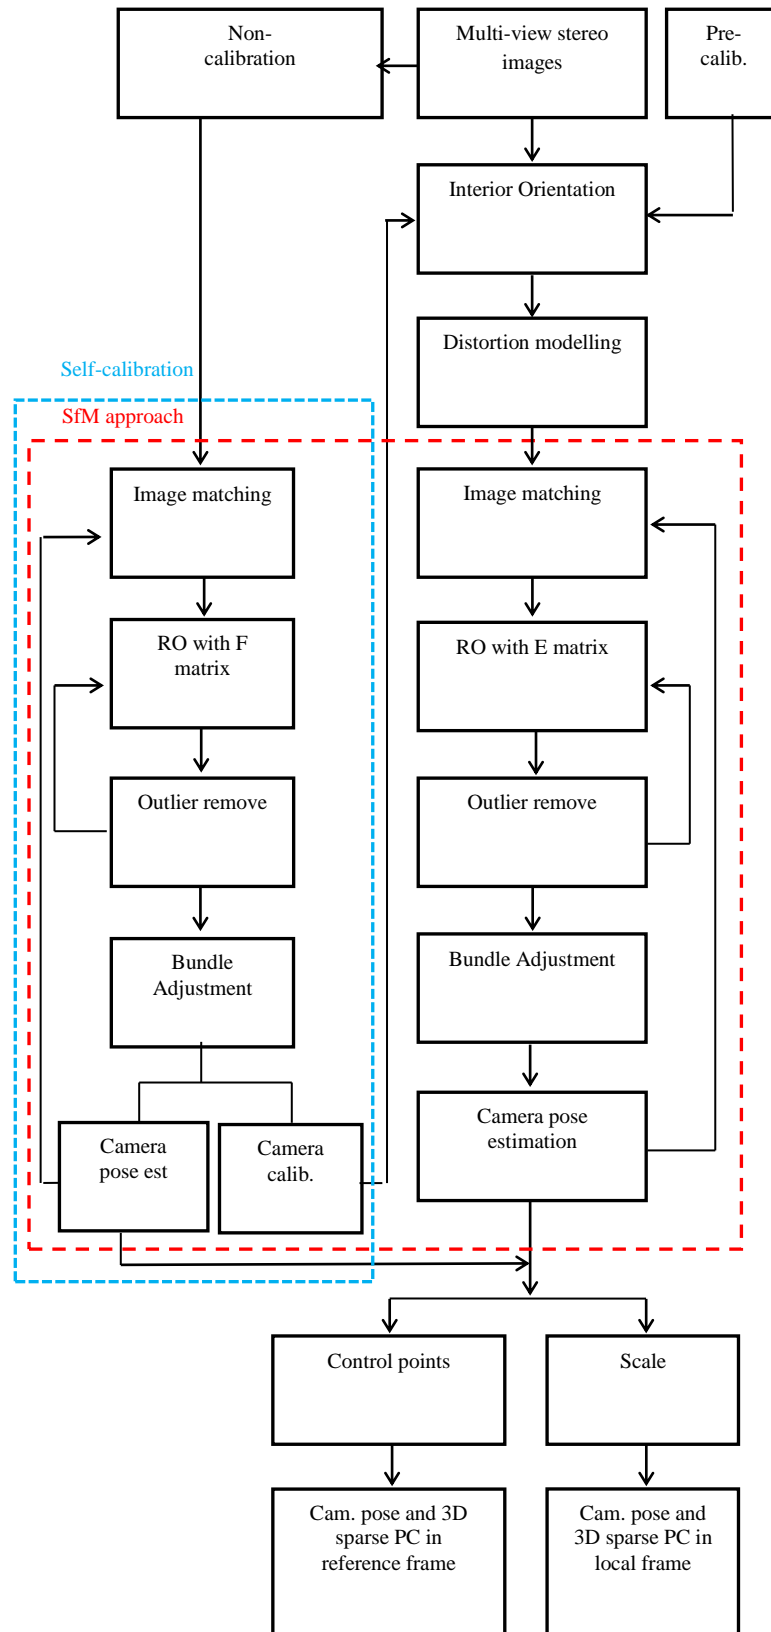 Non-
calibration
Multi-view stereo
images
Pre-
calib.
Interior Orientation
Distortion modelling
Self-calibration
SfM approach
Image matching
Image matching
RO with F
matrix
RO with E matrix
Outlier remove
Outlier remove
Bundle
Adjustment
Bundle Adjustment
Camera
pose est
Camera
calib.
Camera pose
estimation
Control points
Scale
Cam. pose and 3D
sparse PC in
reference frame
Cam. pose and
3D sparse PC in
local frame